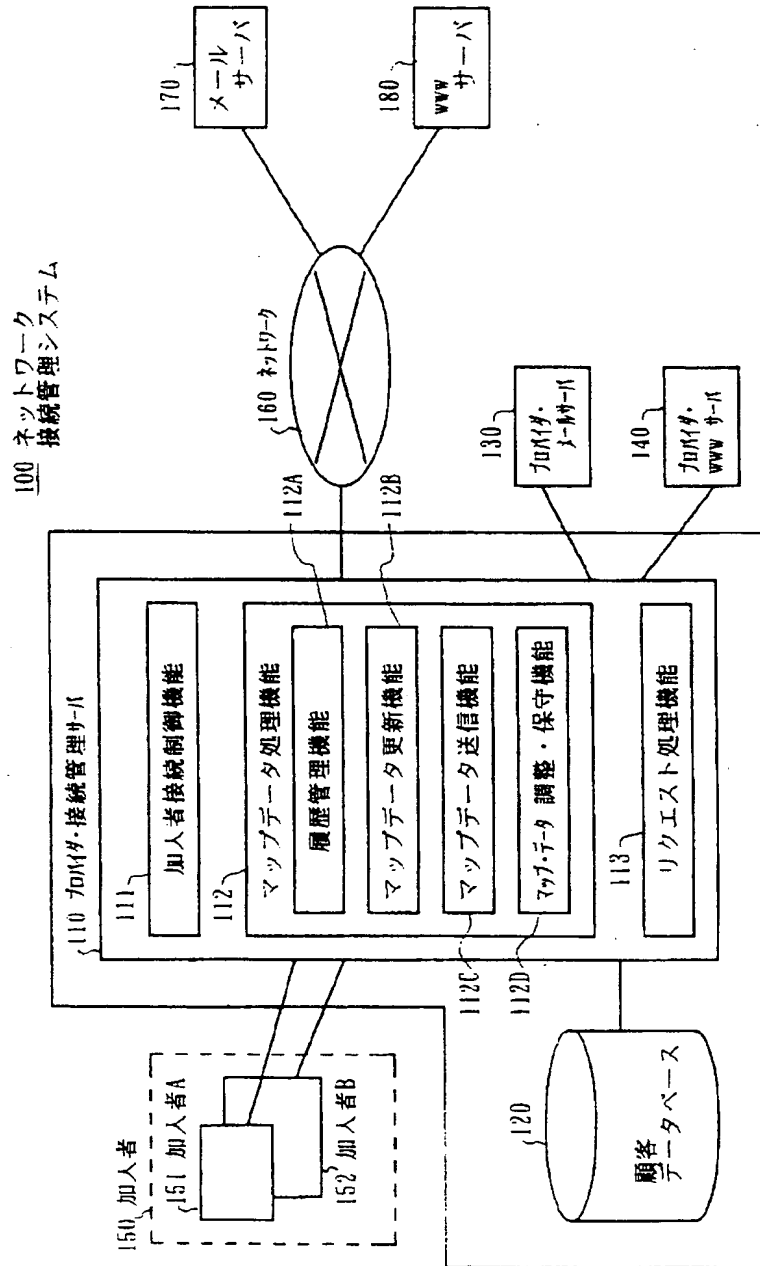 100 ネットワーク
接続管理システム
110 プロバイダ・接続管理サーバ
111
加入者接続制御機能
112
マップデータ処理機能
履歴管理機能
112A
マップデータ更新機能
112B
マップデータ送信機能
112C
マップ・データ 調整・保守機能
112D
113
リクエスト処理機能
150 加入者
151 加入者A
152 加入者B
120
顧客
データベース
160 ネットワーク
170
メール
サーバ
180
WWW
サーバ
130
プロバイダ・
メールサーバ
140
プロバイダ・
WWW サーバ